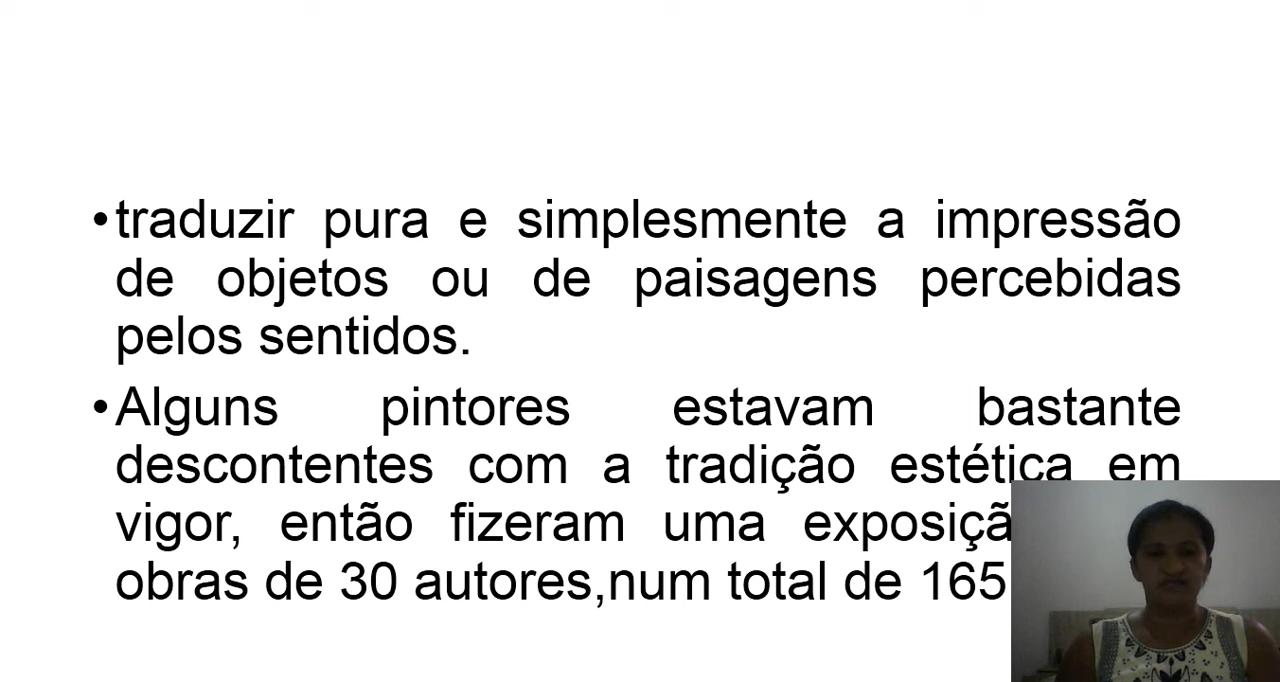 •traduzir pura e simplesmente a impressão
de objetos ou de paisagens percebidas
pelos sentidos.
•Alguns pintores estavam bastante
descontentes com a tradição estética em
vigor, então fizeram uma
obras de 30 autores,num total de 165